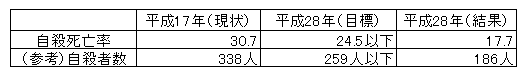 平成17年(現状) 平成28年(目標) 平成28年(結果)
自殺死亡率 30.7 24.5以下 17.7
(参考)自殺者数 338人 259人以下 186人